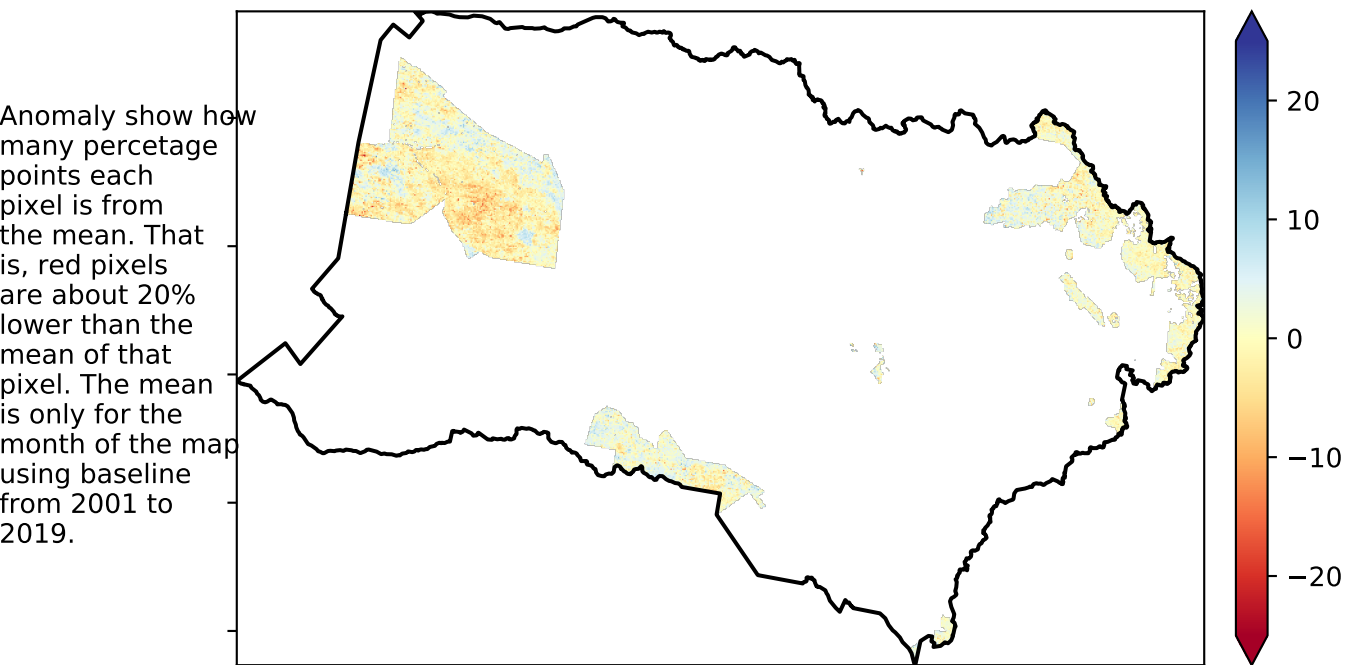 Anomaly show how
many percetage
points each
pixel is from
the mean. That
is, red pixels
are about 20%
lower than the
mean of that
pixel. The mean
is only for the
month of the map
using baseline
from 2001 to
2019.
20
10
0
−10
−20